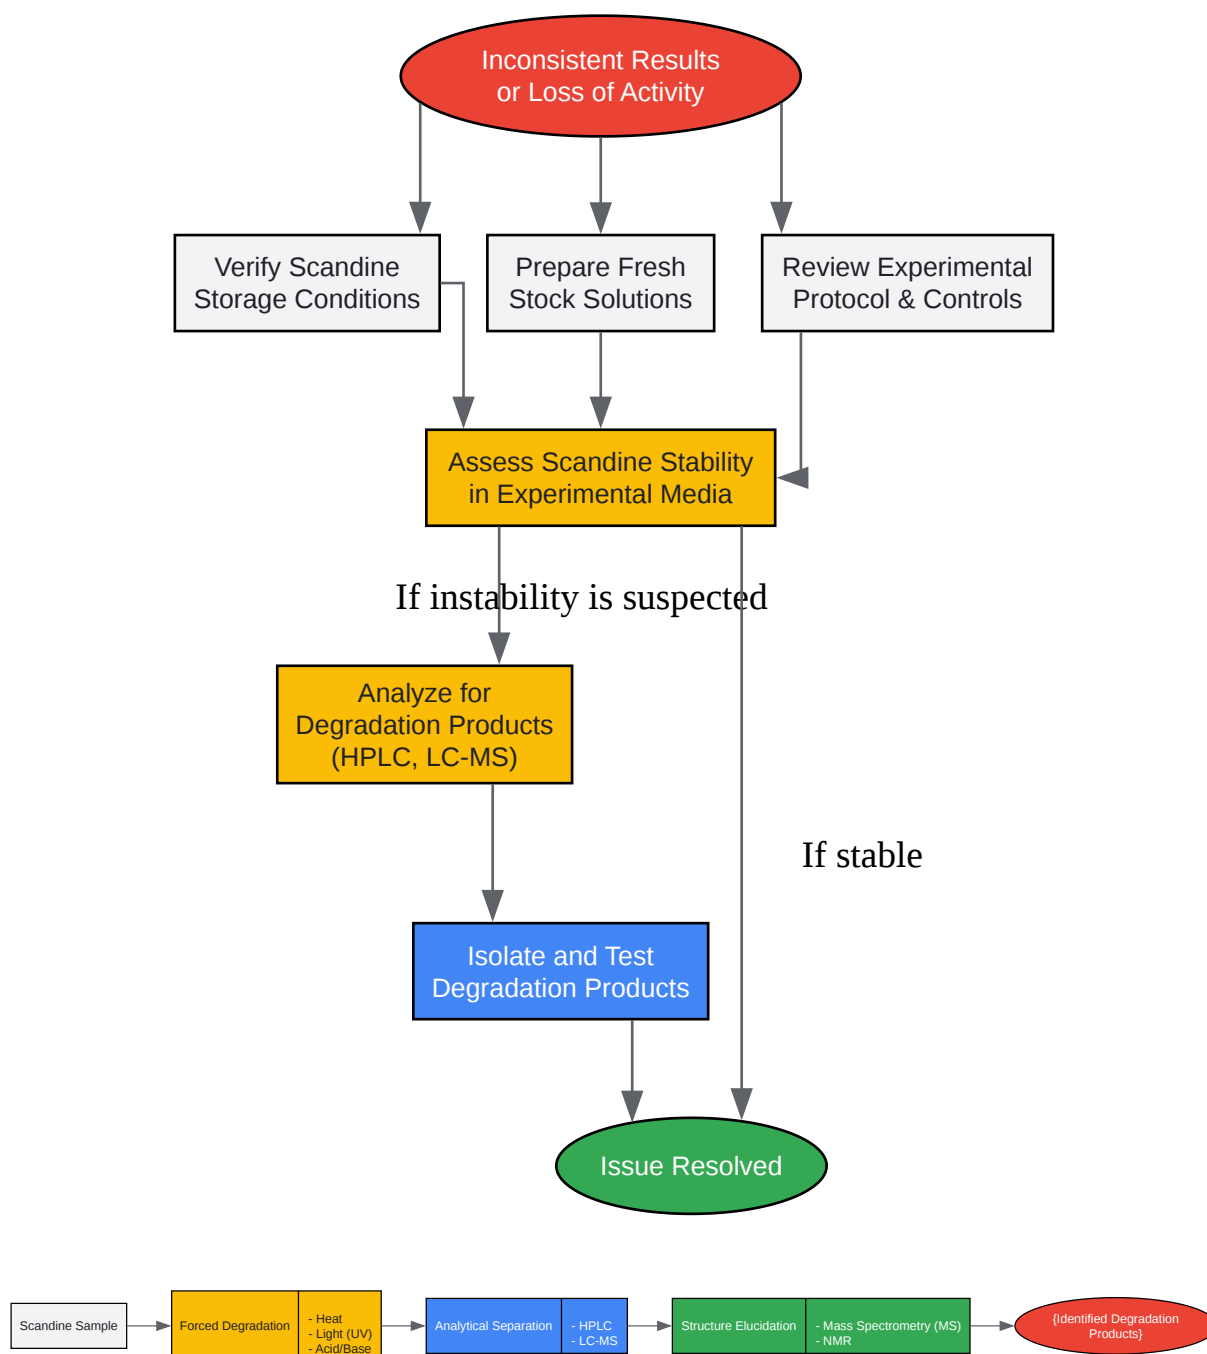 Inconsistent Results
or Loss of Activity
Verify Scandine
Storage Conditions
Prepare Fresh
Stock Solutions
Review Experimental
Protocol & Controls
Assess Scandine Stability
in Experimental Media
If instability is suspected
Analyze for
Degradation Products
(HPLC, LC-MS)
If stable
Isolate and Test
Degradation Products
Issue Resolved
Scandine Sample
Forced Degradation
- Heat
- Light (UV)
- Acid/Base
Analytical Separation
- HPLC
- LC-MS
Structure Elucidation
- Mass Spectrometry (MS)
- NMR
{Identified Degradation
Products}